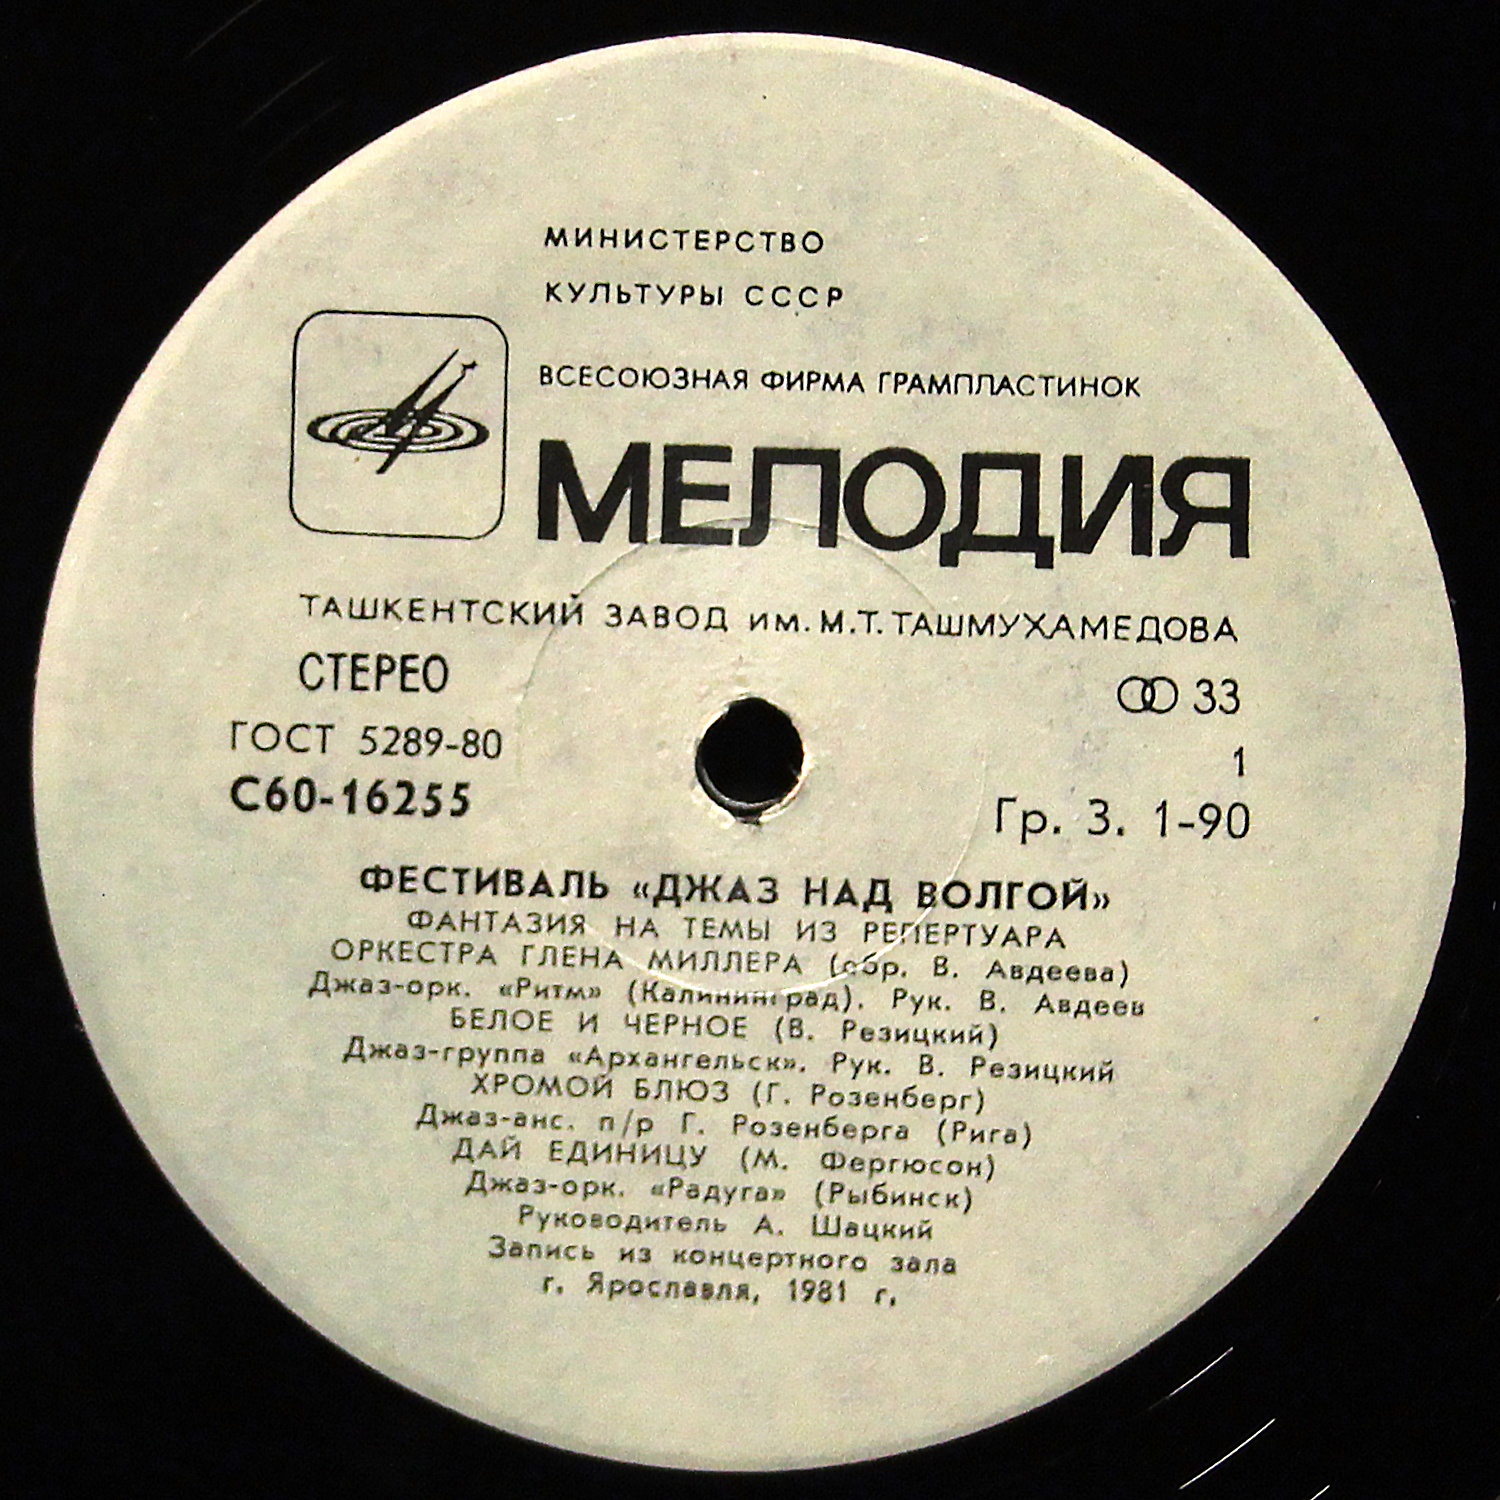 МИНИСТЕРСТВО
КУЛЬТУРЫ СССР
ВСЕСОЮЗНАЯ ФИРМА ГРАМПЛАСТИНОК
МЕЛОДИЯ
ТАШКЕНТСКИЙ ЗАВОД им. М.Т. ТАШМУХАМЕДОВА
СТЕРЕО
33
ГОСТ 5289-80
1
С60-16255
Гр. 3. 1-90
ФЕСТИВАЛЬ «ДЖАЗ НАД ВОЛГОЙ»
ФАНТАЗИЯ НА ТЕМЫ ИЗ РЕПЕРТУАРА
ОРКЕСТРА ГЛЕНА МИЛЛЕРА (обр. В. Авдеева)
Джаз-орк. «Ритм» (Калининград). Рук. В. Авдеев
БЕЛОЕ И ЧЕРНОЕ (В. Резицкий)
Джаз-группа «Архангельск». Рук. В. Резицкий
ХРОМОЙ БЛЮЗ (Г. Розенберг)
Джаз-анс. п/р Г. Розенберга (Рига)
ДАЙ ЕДИНИЦУ (М. Фергюсон)
Джаз-орк. «Радуга» (Рыбинск)
Руководитель А. Шацкий
Запись из концертного зала
г. Ярославля, 1981 г.